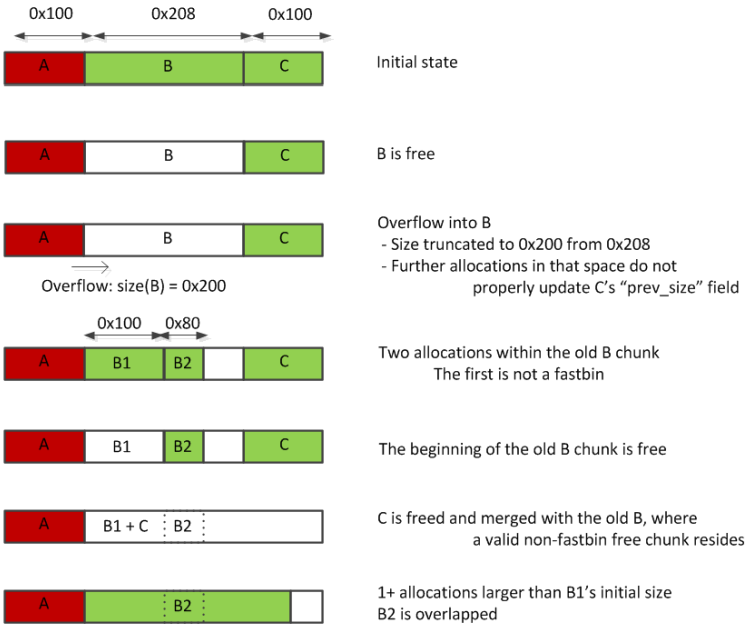 0x100 0x208 0x100
A B C Initial state
A B C B is free
A B C
Overflow into B
- Size truncated to 0x200 from 0x208
- Further allocations in that space do not
properly update C’s “prev_size” field
Overflow: size(B) = 0x200
0x100 0x80
A B1 B2 C
Two allocations within the old B chunk
The first is not a fastbin
A B1 B2 C The beginning of the old B chunk is free
A B1 + C B2
C is freed and merged with the old B, where
a valid non-fastbin free chunk resides
A B2
1+ allocations larger than B1’s initial size
B2 is overlapped